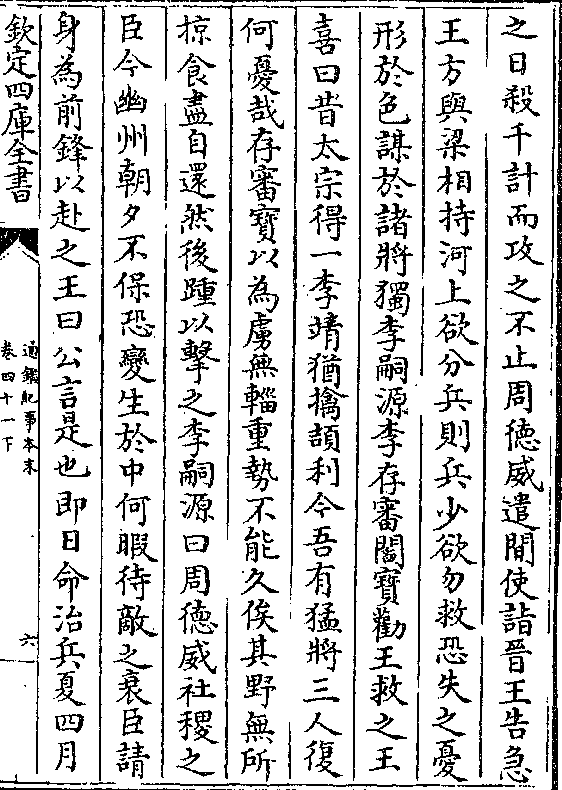 之日殺千計而攻之不止周徳威遣間使詣晉王告急
王方與梁相持河上欲分兵則兵少欲勿救恐失之憂
形於色謀於諸將獨李嗣源李存審閻寶勸王救之王
喜曰昔太宗得一李靖猶擒頡利今吾有猛將三人復
何憂哉存審寶以為虜無輜重勢不能久俟其野無所
掠食盡自還然後踵以擊之李嗣源曰周徳威社稷之
臣今幽州朝夕不保恐變生於中何暇待敵之衰臣請
身為前鋒以赴之王曰公言是也即日命治兵夏四月
欽定四庫全書
通鑑紀事本末
卷四十一下
六